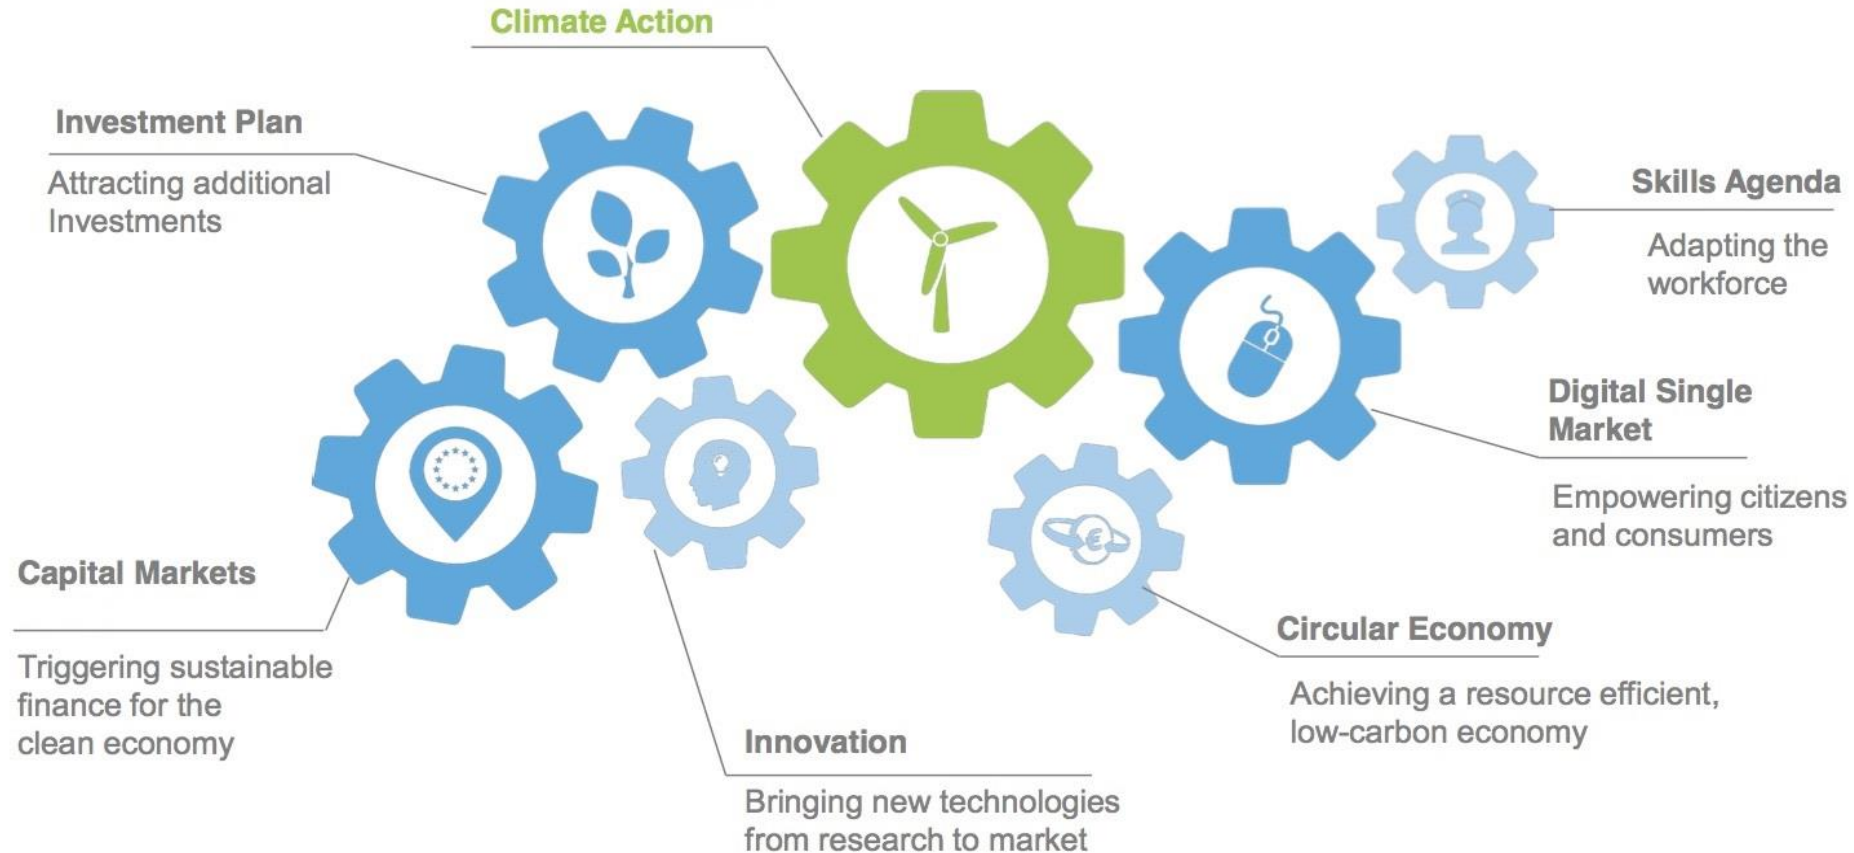 Climate Action
Investment Plan
Attracting additional
Investments
Skills Agenda
Adapting the
workforce
Digital Single
Market
Empowering citizens
and consumers
Capital Markets
Triggering sustainable
finance for the
clean economy
Circular Economy
Achieving a resource efficient,
low-carbon economy
Innovation
Bringing new technologies
from research to market
€